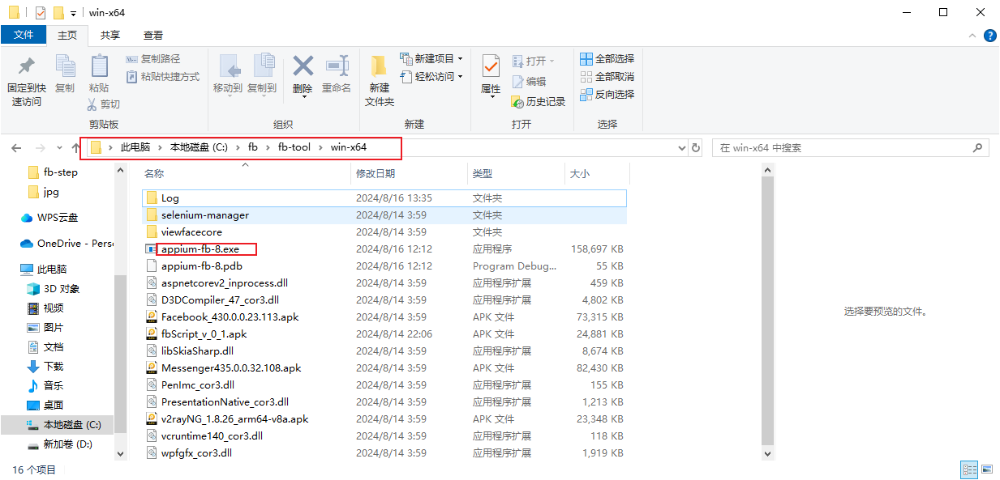 win-x64
文件 主页 共享 查看
固定到快速访问
复制
粘贴
复制路径
粘贴快捷方式
剪切
剪贴板
移动到
复制到
删除
重命名
组织
新建文件夹
新建项目
轻松访问
新建
属性
打开
编辑
历史记录
打开
全部选择
全部取消
反向选择
选择
此电脑 > 本地磁盘 (C:) > fb > fb-tool > win-x64
在 win-x64 中搜索
fb-step
jpg
WPS云盘
OneDrive - Pers
此电脑
3D 对象
视频
图片
文档
下载
音乐
桌面
本地磁盘 (C:)
新加卷 (D:)
名称 修改日期 类型 大小
Log 2024/8/16 13:35 文件夹
selenium-manager 2024/8/14 3:59 文件夹
viewfacecore 2024/8/14 3:59 文件夹
appium-fb-8.exe 2024/8/16 12:12 应用程序 158,697 KB
appium-fb-8.pdb 2024/8/16 12:12 Program Debug... 55 KB
aspnetcorev2_inprocess.dll 2024/8/14 3:59 应用程序扩展 459 KB
D3DCompiler_47_cor3.dll 2024/8/14 3:59 应用程序扩展 4,802 KB
Facebook_430.0.0.23.113.apk 2024/8/14 3:59 APK 文件 73,315 KB
fbScript_v_0_1.apk 2024/8/14 22:06 APK 文件 24,881 KB
libSkiaSharp.dll 2024/8/14 3:59 应用程序扩展 8,674 KB
Messenger435.0.0.32.108.apk 2024/8/14 3:59 APK 文件 82,430 KB
PenImc_cor3.dll 2024/8/14 3:59 应用程序扩展 155 KB
PresentationNative_cor3.dll 2024/8/14 3:59 应用程序扩展 1,213 KB
v2rayNG_1.8.26_arm64-v8a.apk 2024/8/14 3:59 APK 文件 23,348 KB
vcruntime140_cor3.dll 2024/8/14 3:59 应用程序扩展 118 KB
wpfgfx_cor3.dll 2024/8/14 3:59 应用程序扩展 1,919 KB
选择要预览的文件。
16 个项目